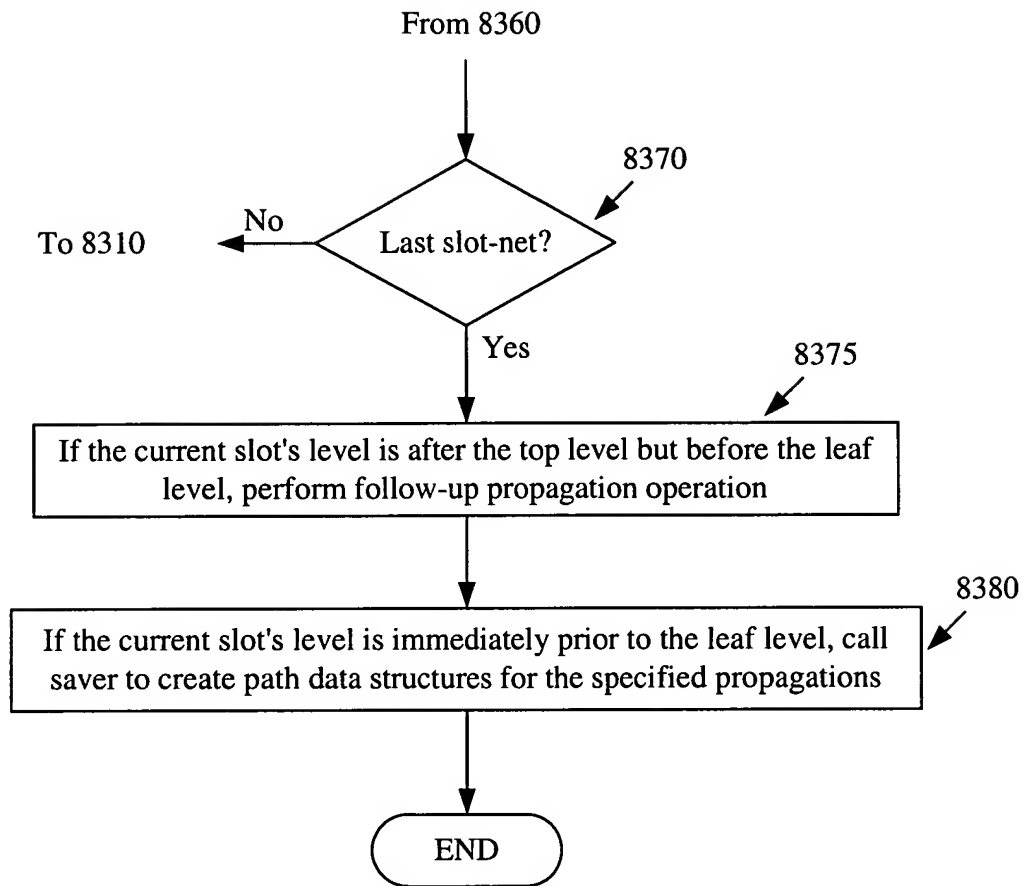 From 8360
8370
No
To 8310
Last slot-net?
Yes
8375
If the current slot's level is after the top level but before the leaf
level, perform follow-up propagation operation
8380
If the current slot's level is immediately prior to the leaf level, call
saver to create path data structures for the specified propagations
END